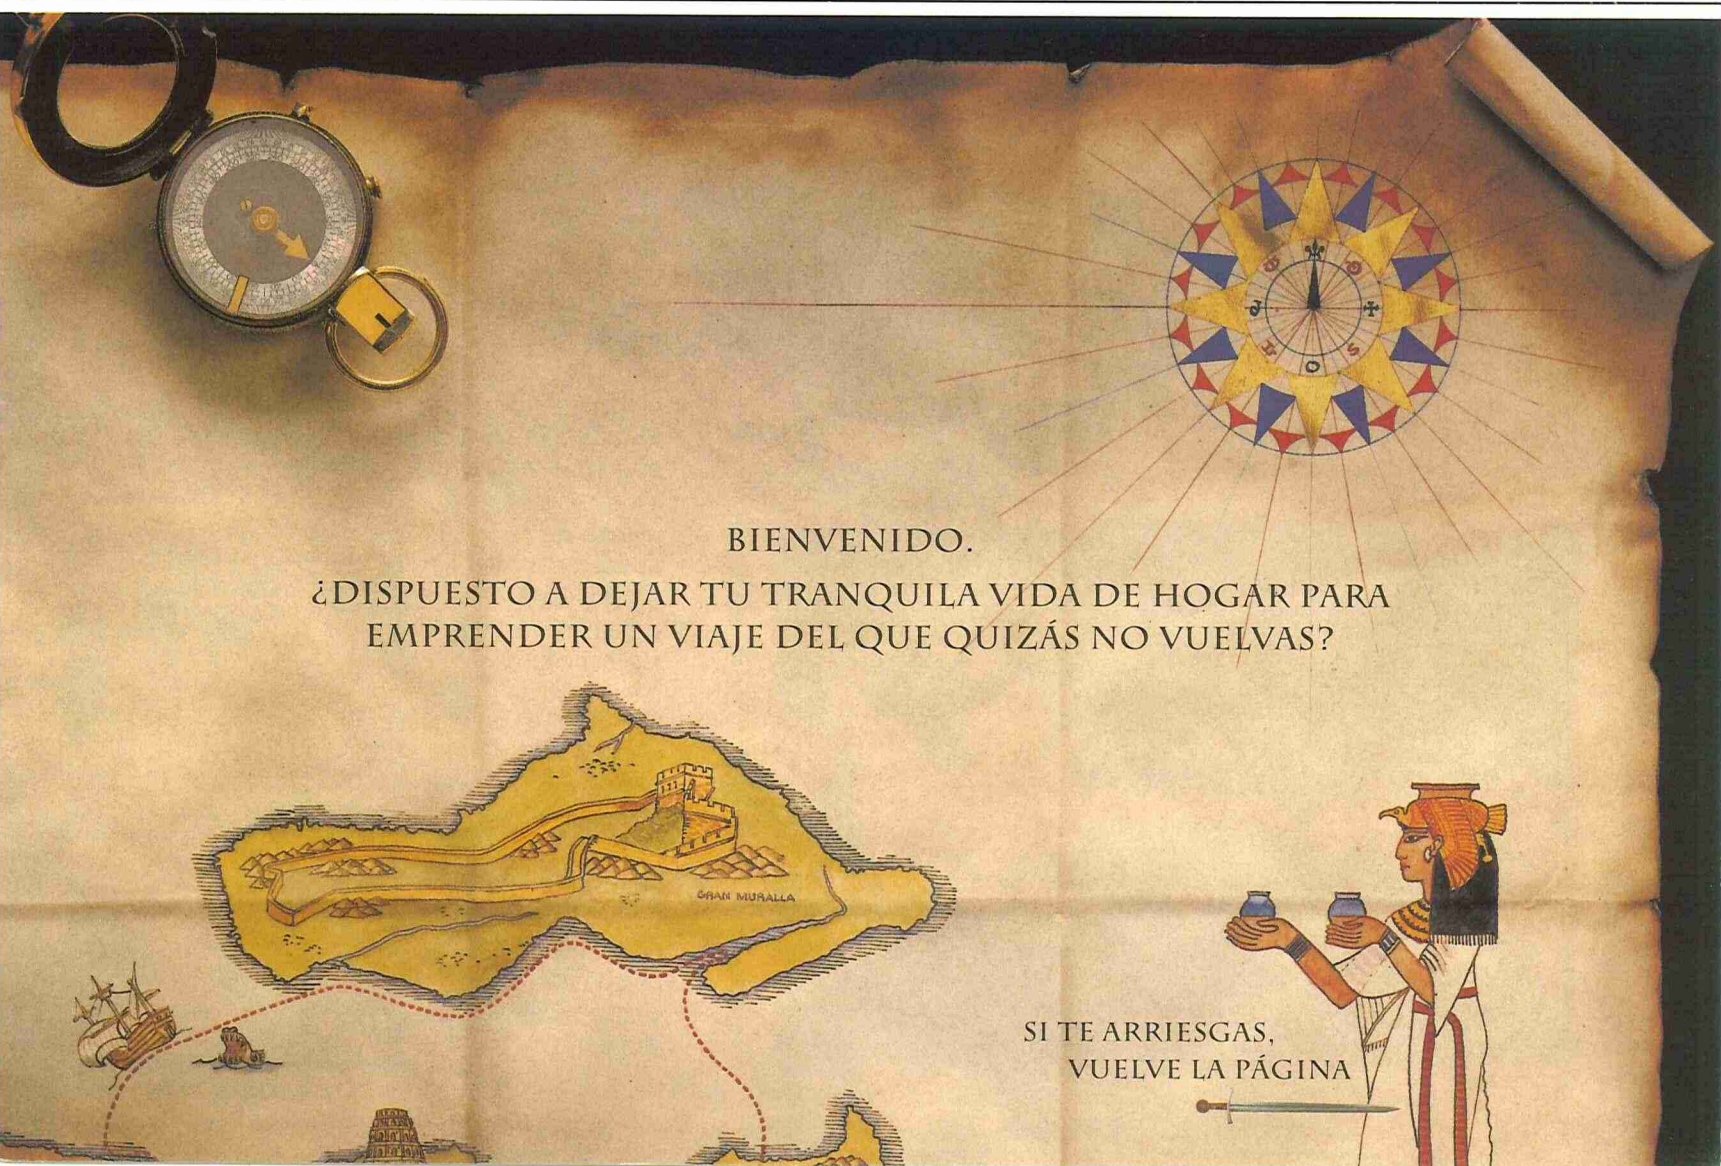 BIENVENIDO.
¿DISPUESTO A DEJAR TU TRANQUILA VIDA DE HOGAR PARA
EMPRENDER UN VIAJE DEL QUE QUIZÁS NO VUELVAS?
GRAN MURALLA
SI TE ARRIESGAS,
VUELVE LA PÁGINA